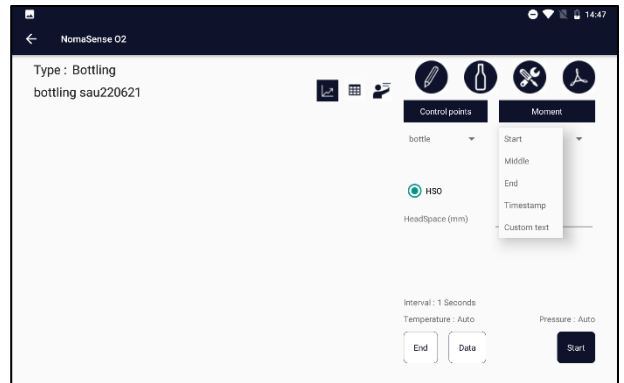 14:47
NomaSense O2
Type : Bottling
bottling sau220621
Control points
Moment
bottle
Start
Middle
End
Timestamp
Custom text
HSO
HeadSpace (mm)
Interval : 1 Seconds
Temperature : Auto
Pressure : Auto
End
Data
Start